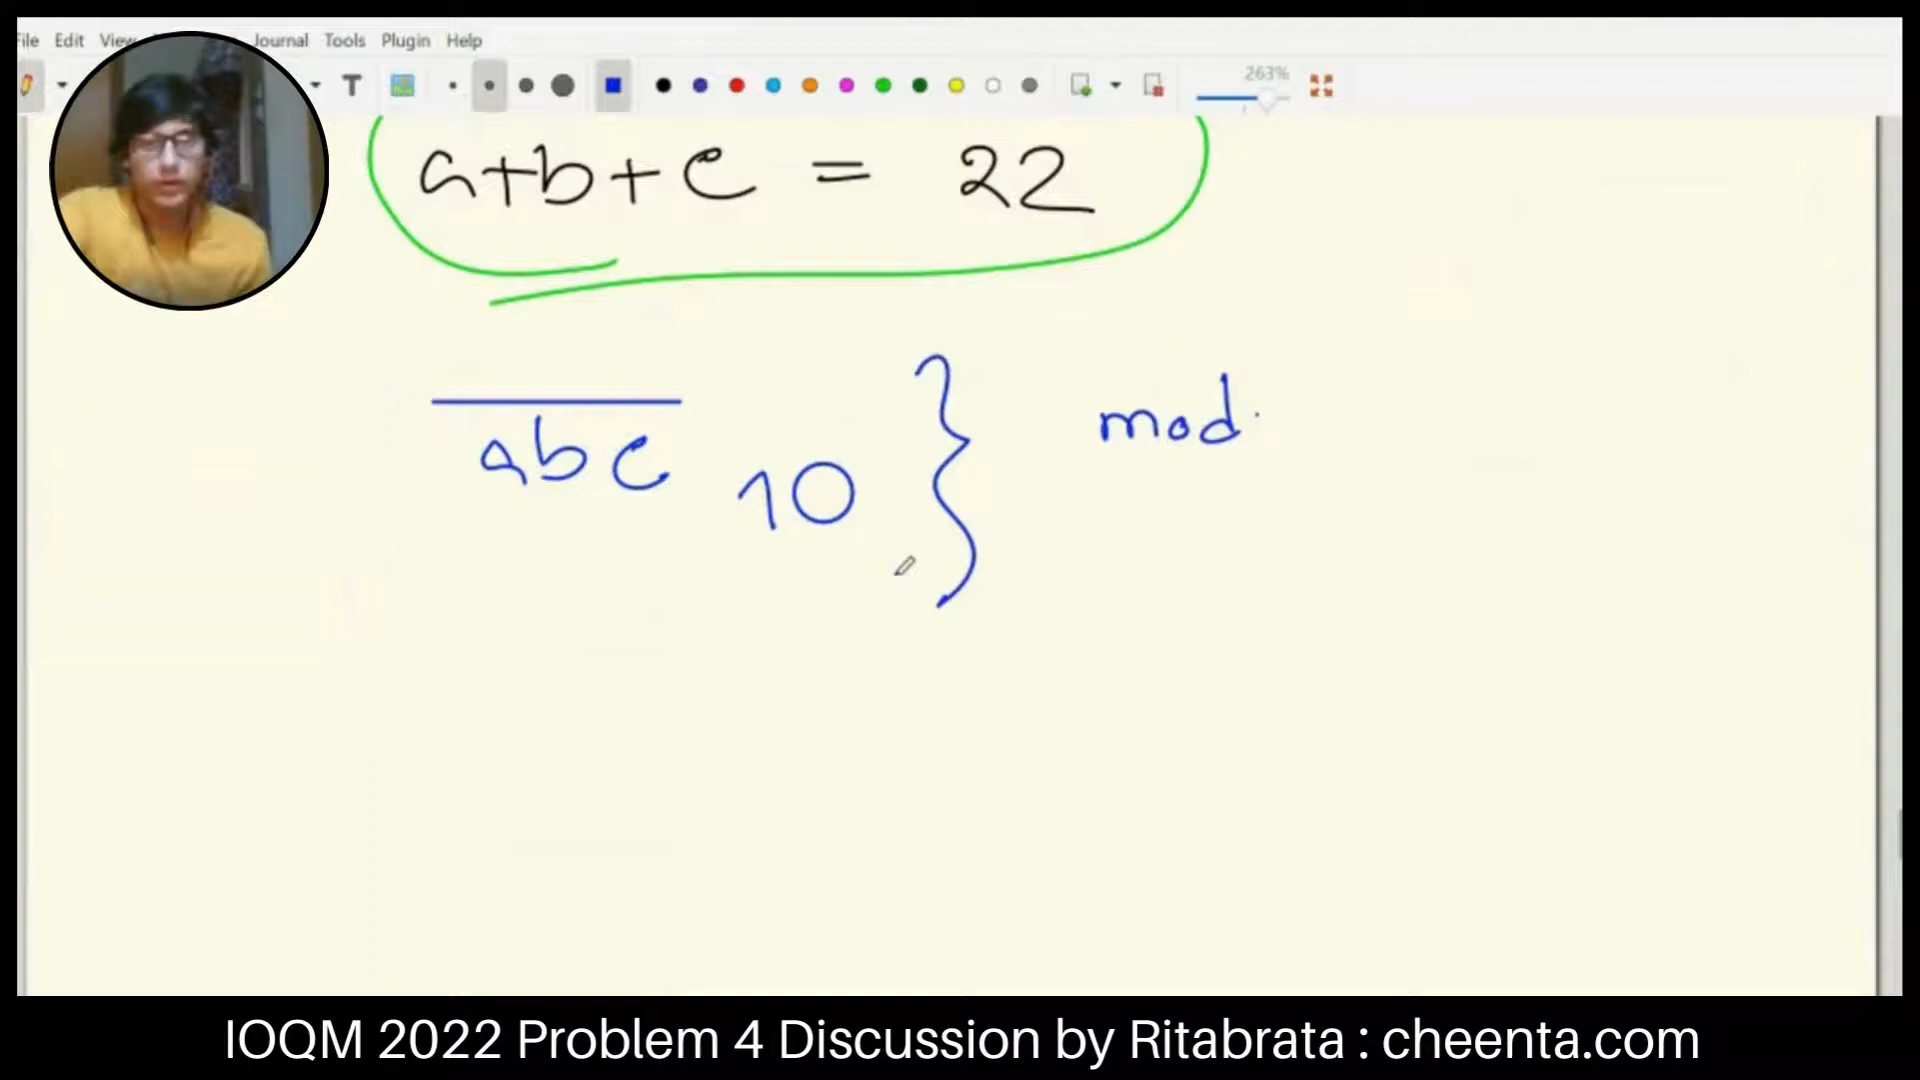 File Edit View Journal Tools Plugin Help
263%
a+b+c = 22
abc 10 } mod
IOQM 2022 Problem 4 Discussion by Ritabrata : cheenta.com